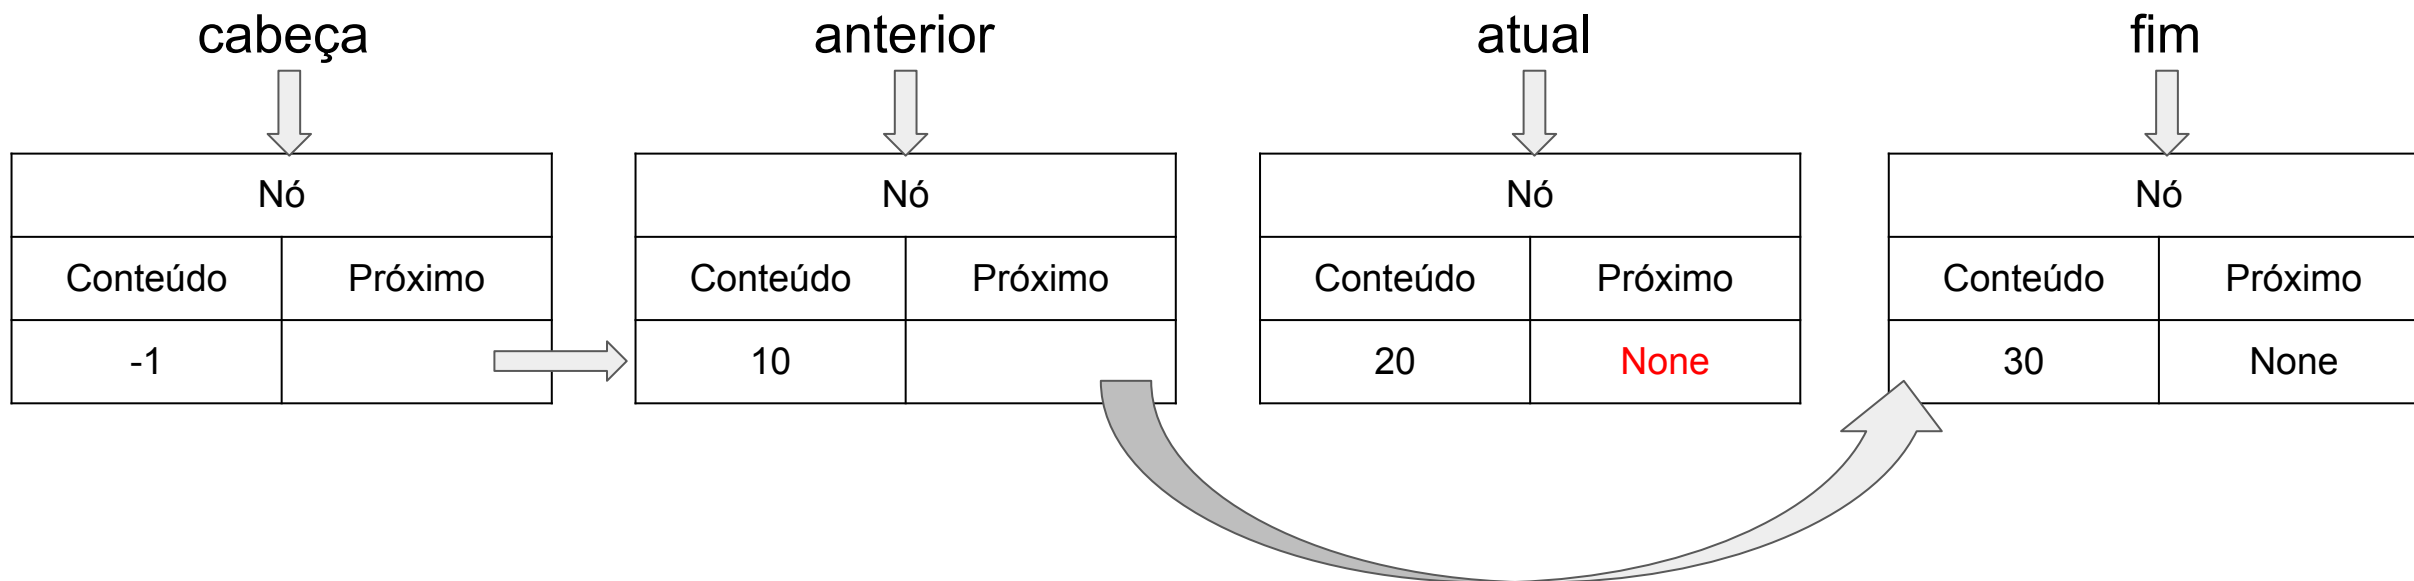 cabeça anterior atual fim
Nó Nó Nó Nó
Conteúdo Próximo Conteúdo Próximo Conteúdo Próximo Conteúdo Próximo
-1 10 20 None 30 None